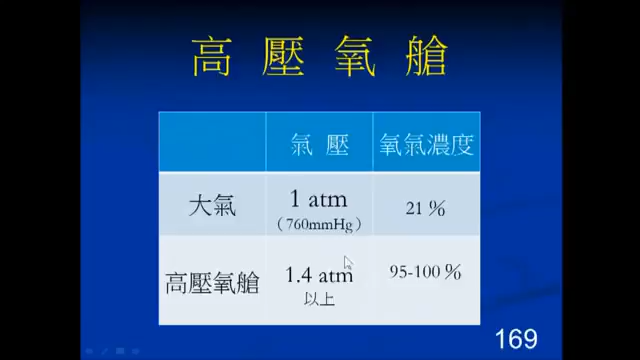 高 壓 氧 艙
氣 壓 氧氣濃度
大氣 1 atm 21%
(760mmHg)
高壓氧艙 1.4 atm 95-100%
以上
169